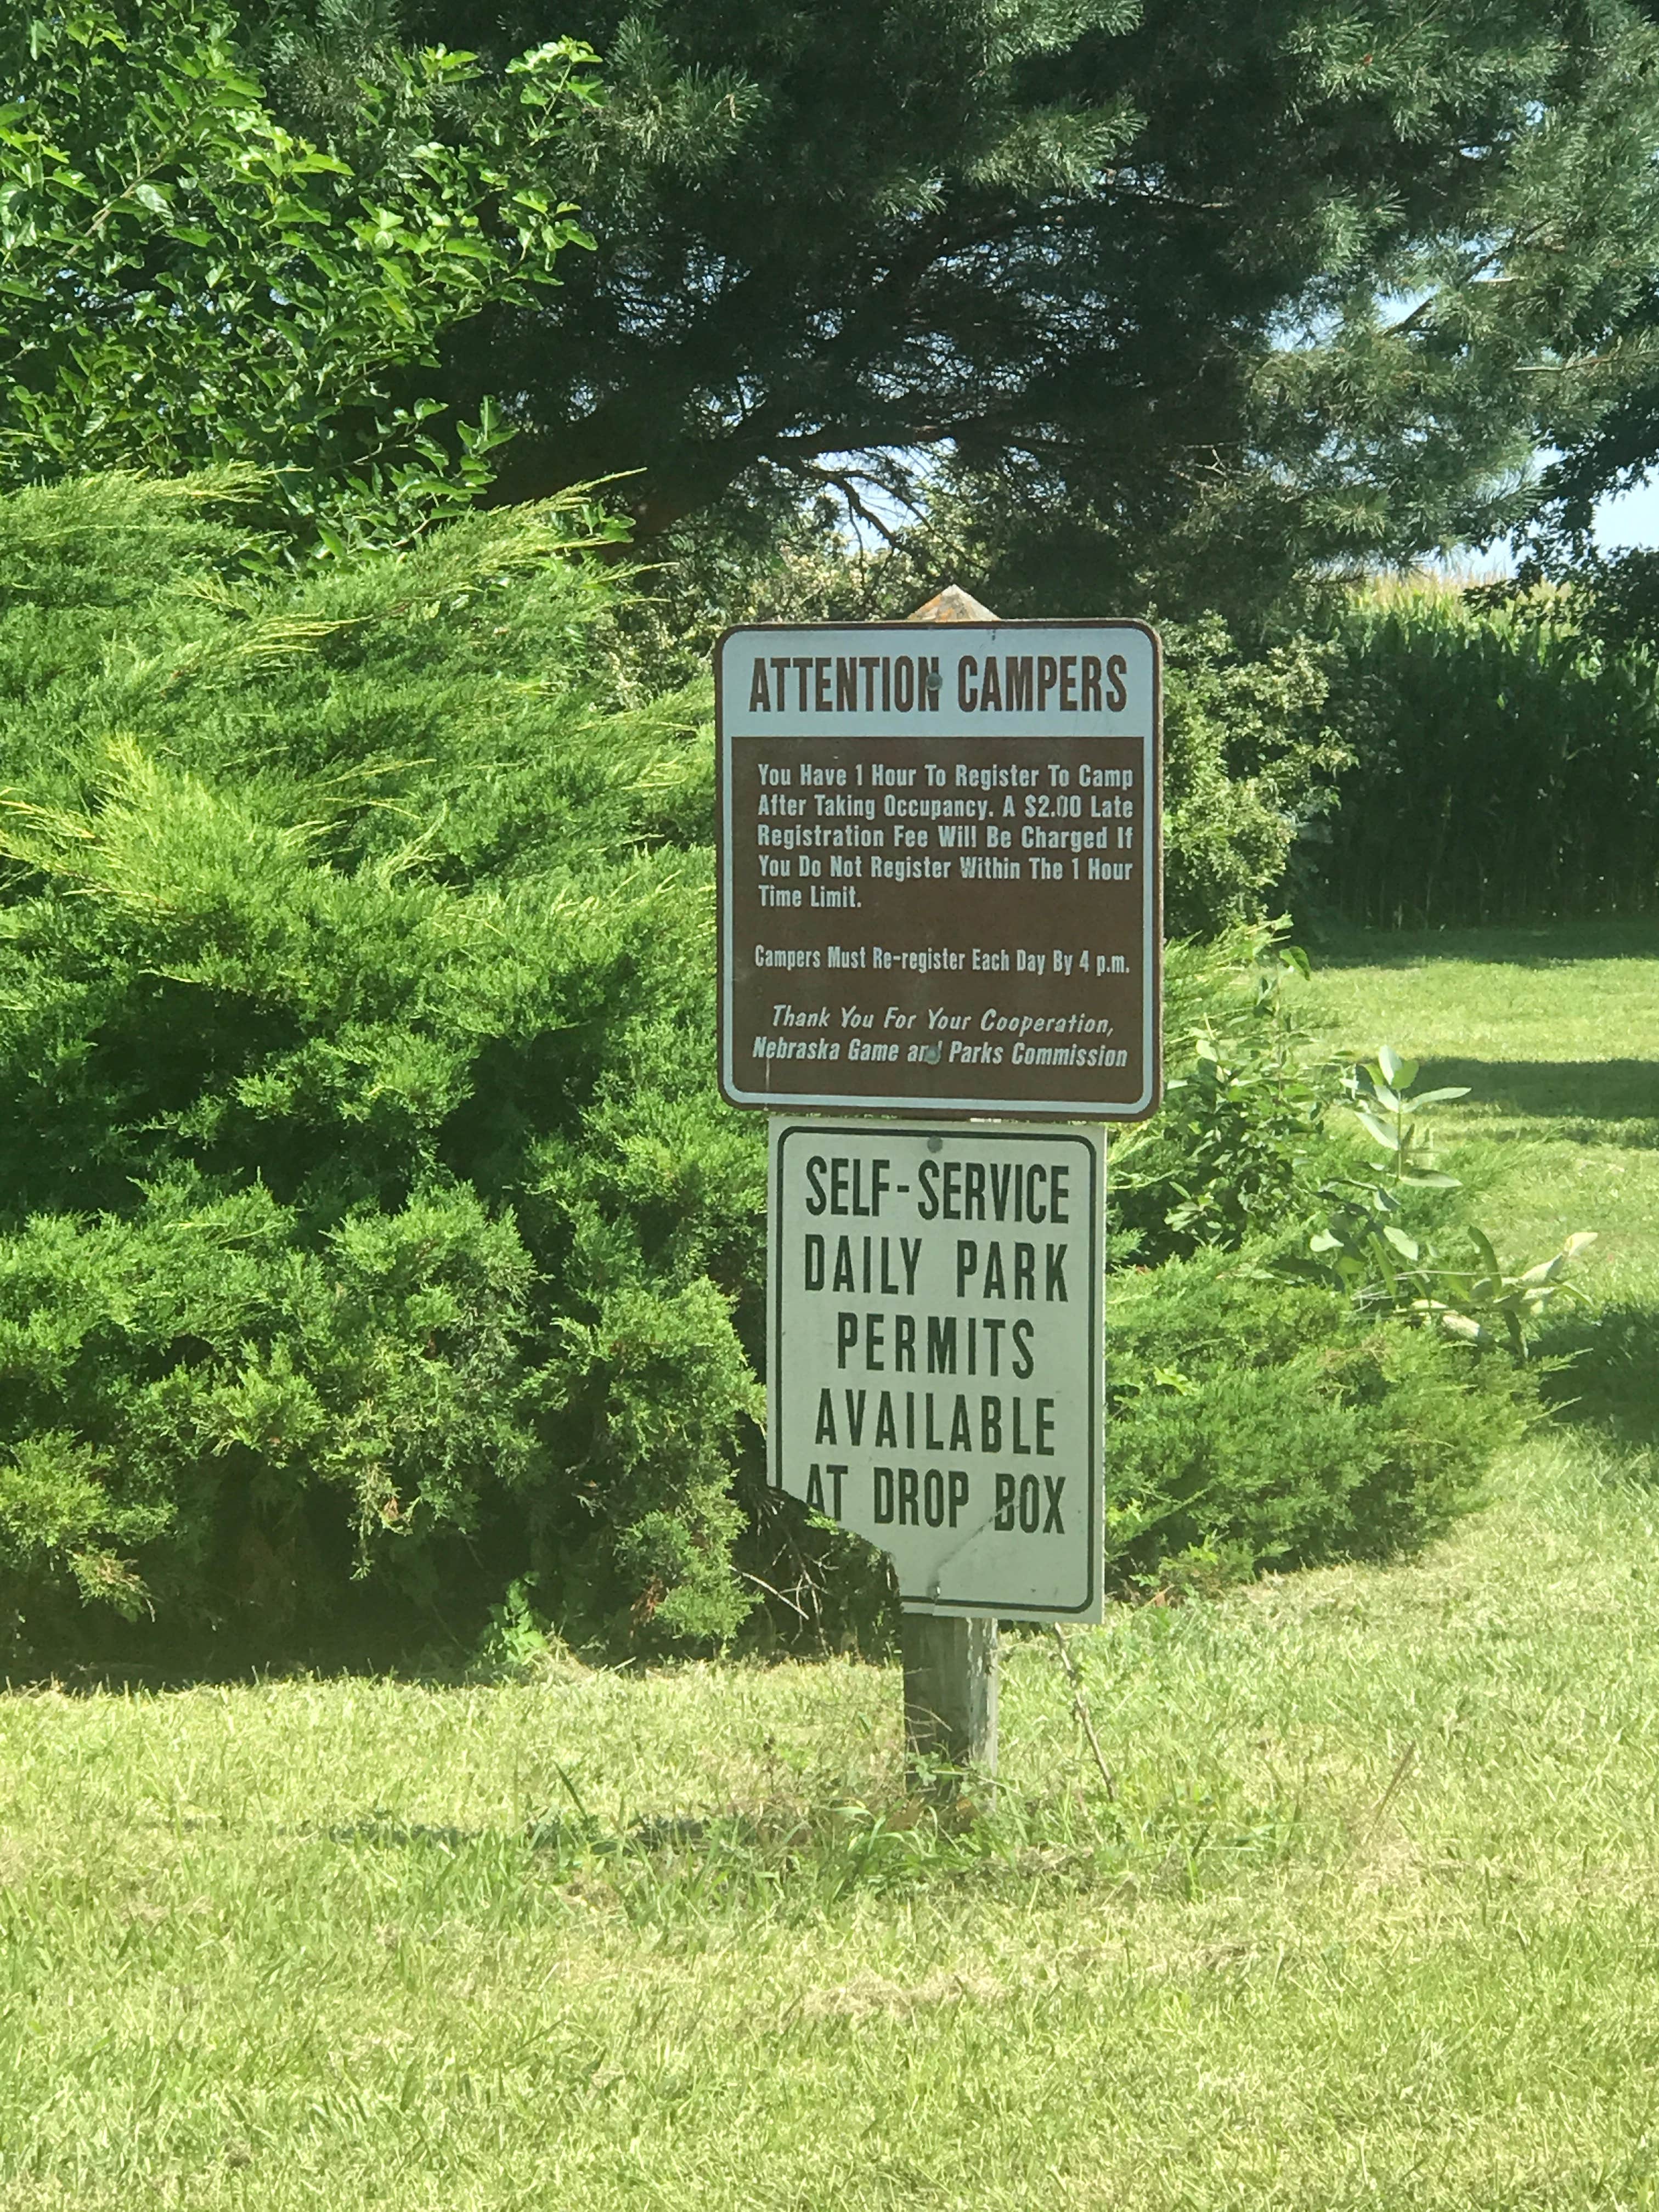 ATTENTION CAMPERS
You Have 1 Hour To Register To Camp
After Taking Occupancy. A $2.00 Late
Registration Fee Will Be Charged If
You Do Not Register Within The 1 Hour
Time Limit.
Campers Must Re-register Each Day By 4 p.m.
Thank You For Your Cooperation,
Nebraska Game and Parks Commission
SELF-SERVICE
DAILY PARK
PERMITS
AVAILABLE
AT DROP BOX